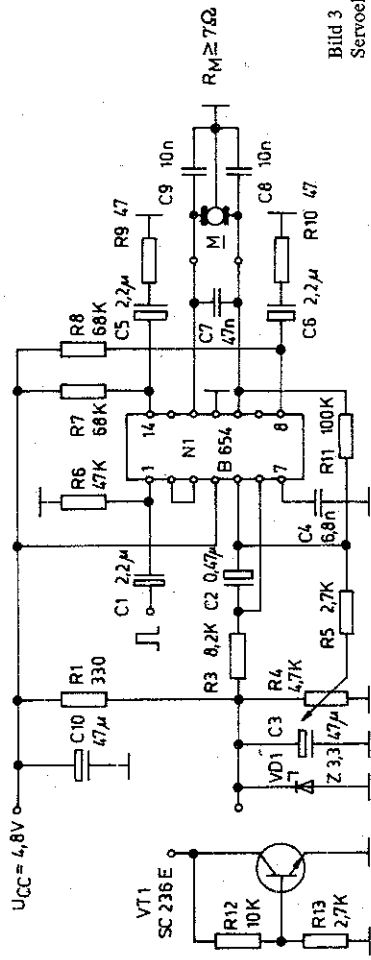 U_CC = 4,8V
C10
47µ
R1
330
C1
2,2µ
R6
47K
R7
68K
R8
68K
C5
2,2µ
R9 47
C9
10n
R_M ≥ 7Ω
M
C7
47n
C8
10n
C6
2,2µ
R10 47
1
14
N1
B 654
7
8
C2 0,47µ
R3
8,2K
C4
6,8n
R11
100K
R5
2,7K
R4
4,7K
C3
47µ
VD1
Z 3,3
VT1
SC 236 E
R12
10K
R13
2,7K
Bild 3